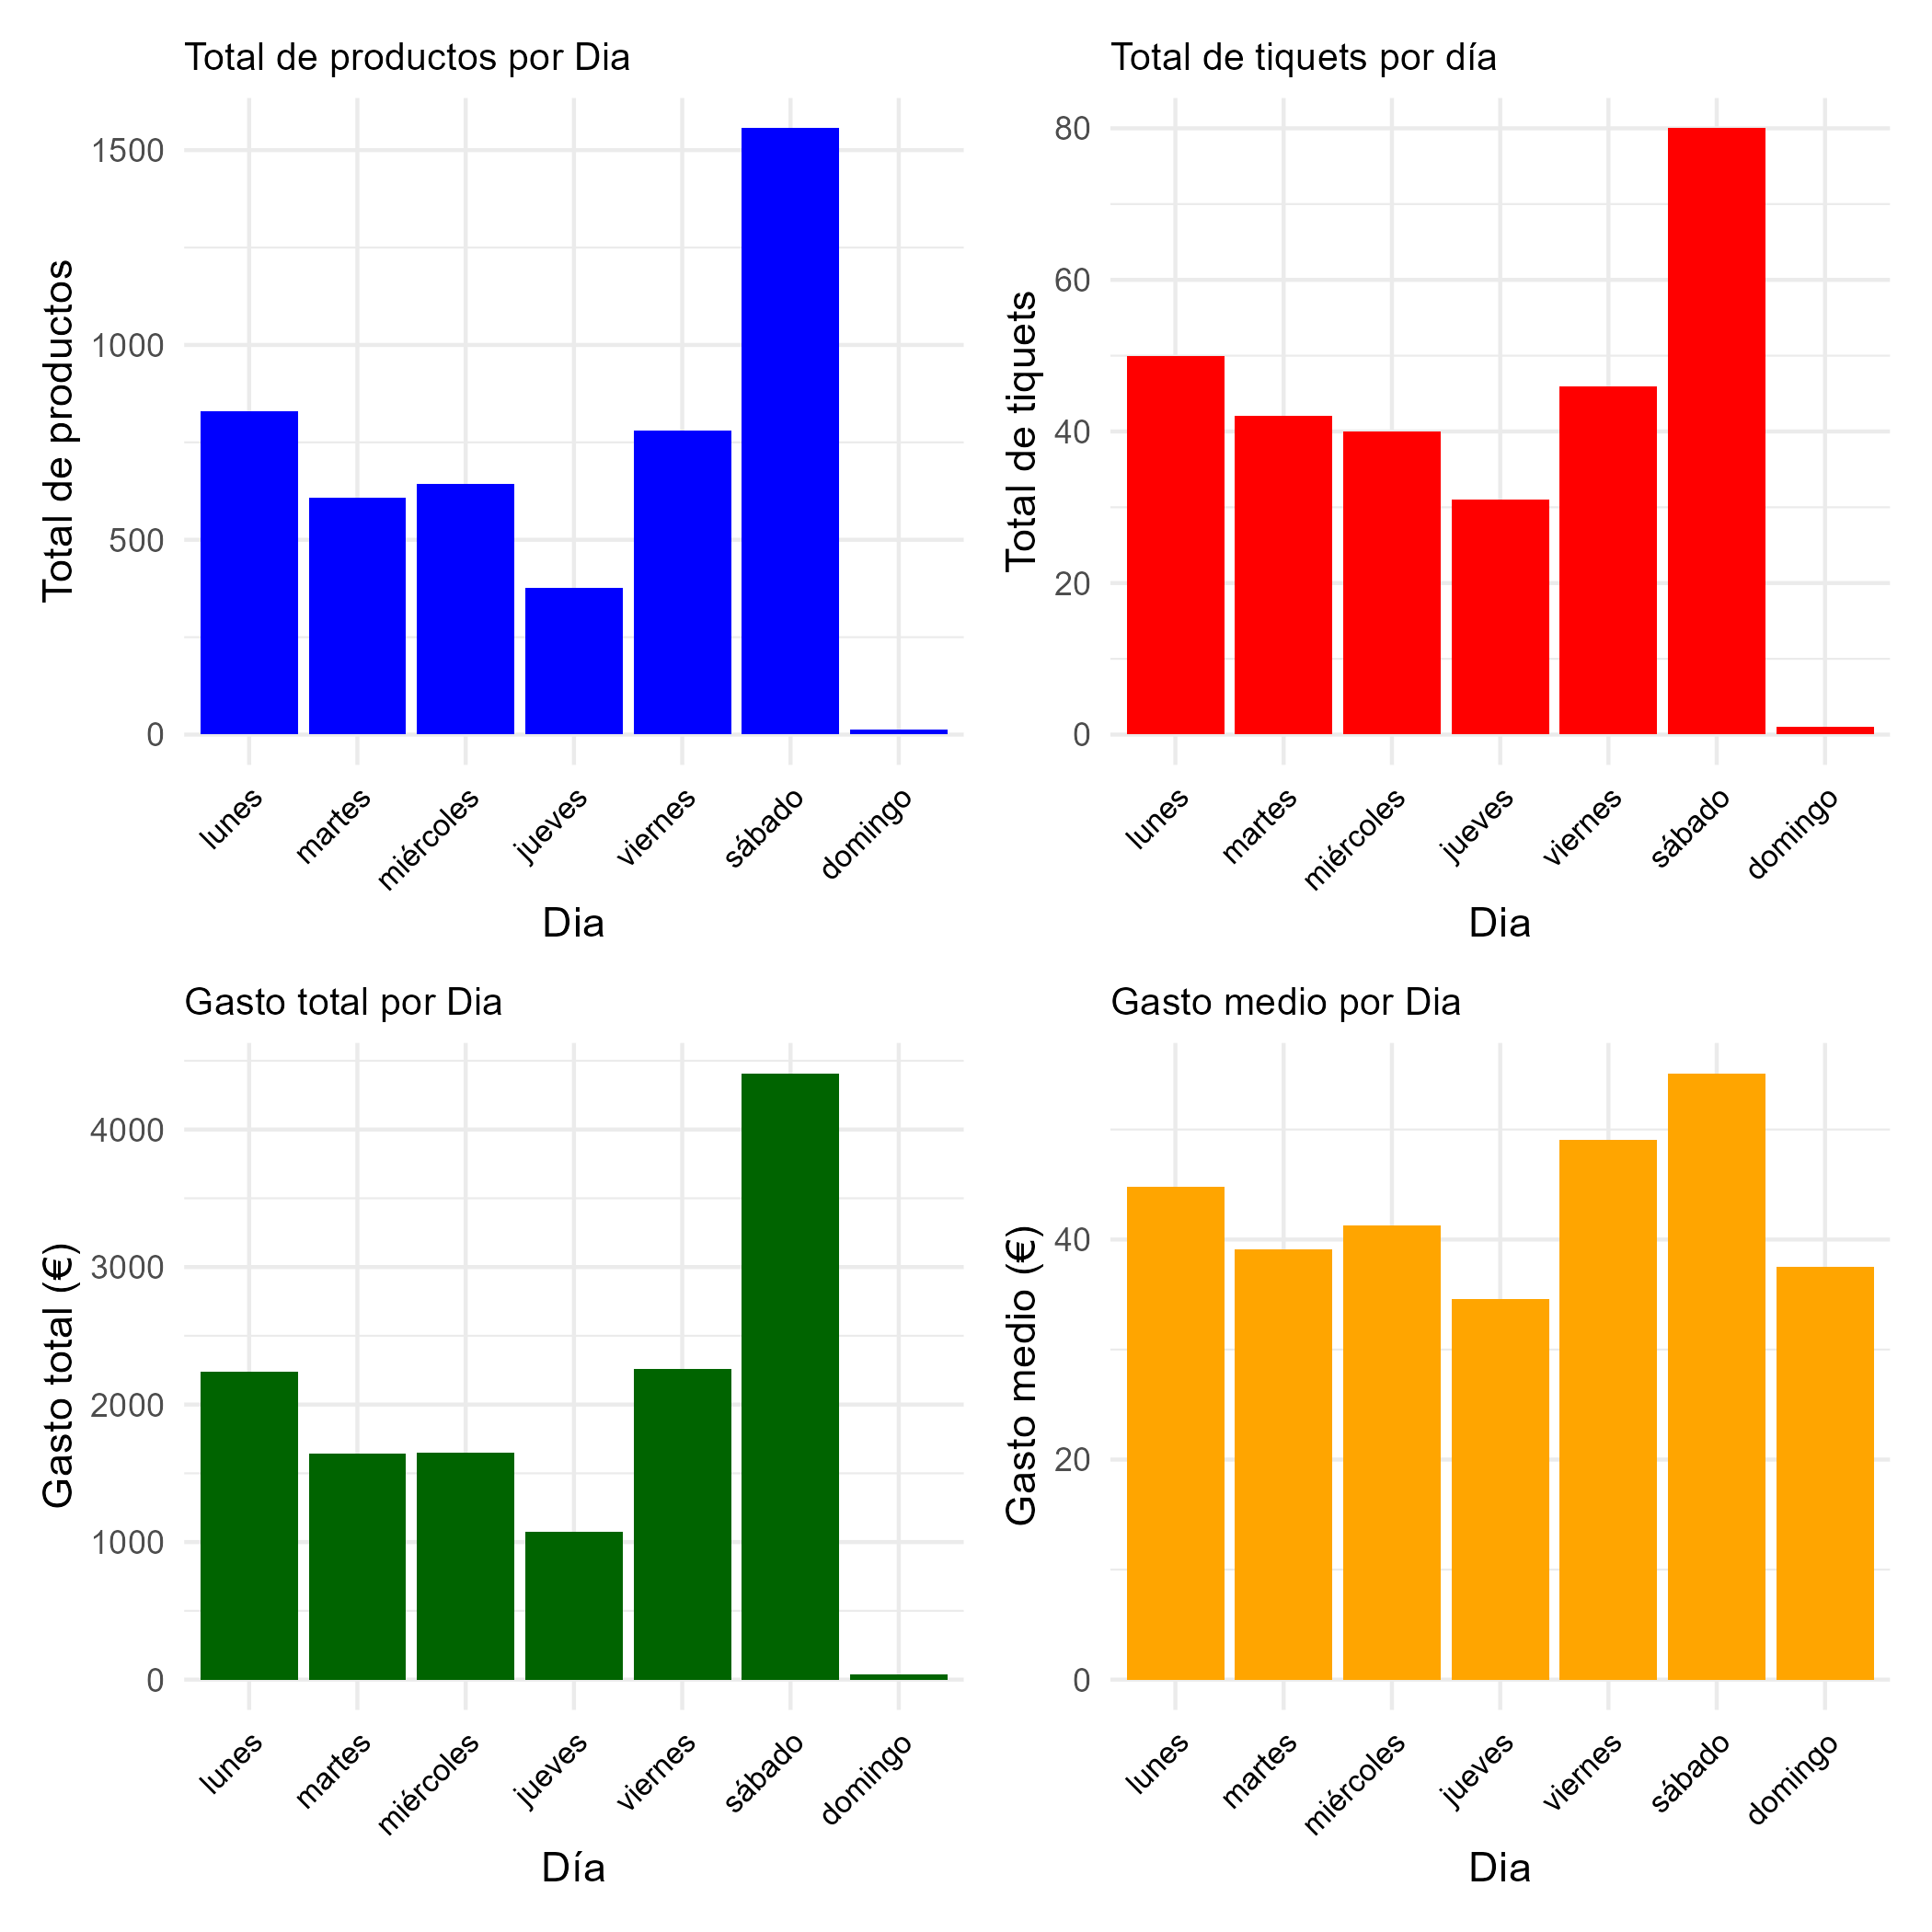 Total de productos por Dia
Total de productos
1500
1000
500
0
lunes
martes
miércoles
jueves
viernes
sábado
domingo
Dia
Total de tiquets por día
Total de tiquets
80
60
40
20
0
lunes
martes
miércoles
jueves
viernes
sábado
domingo
Dia
Gasto total por Dia
Gasto total (€)
4000
3000
2000
1000
0
lunes
martes
miércoles
jueves
viernes
sábado
domingo
Día
Gasto medio por Dia
Gasto medio (€)
40
20
0
lunes
martes
miércoles
jueves
viernes
sábado
domingo
Dia